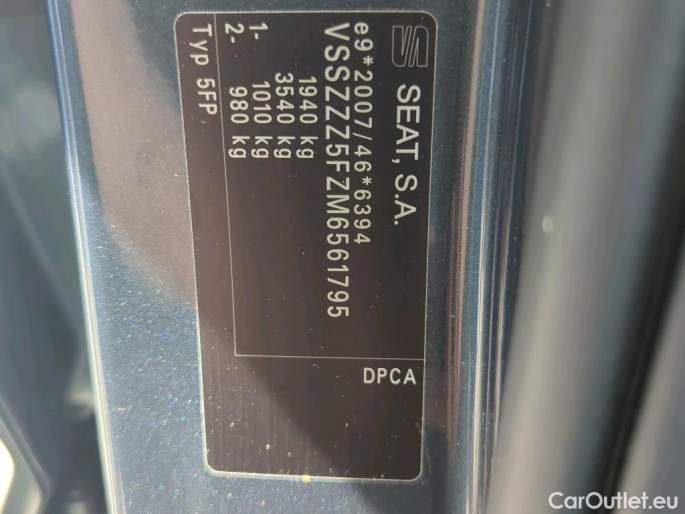 SEAT, S.A.
e9*2007/46*6394
VSSZZZ5FZM6561795
1940 kg
3540 kg
1- 1010 kg
2- 980 kg
Typ 5FP
DPCA
CarOutlet.eu